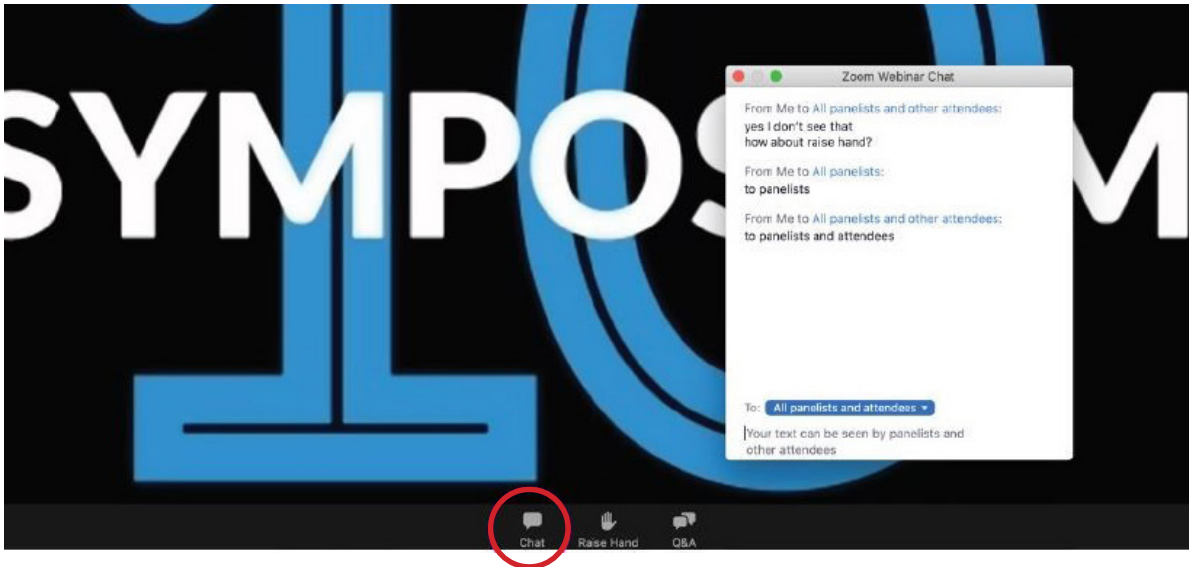 SYMPOS M
10
Zoom Webinar Chat
From Me to All panelists and other attendees:
yes I don't see that
how about raise hand?
From Me to All panelists:
to panelists
From Me to All panelists and other attendees:
to panelists and attendees
To: All panelists and attendees
Your text can be seen by panelists and
other attendees
Chat Raise Hand Q&A